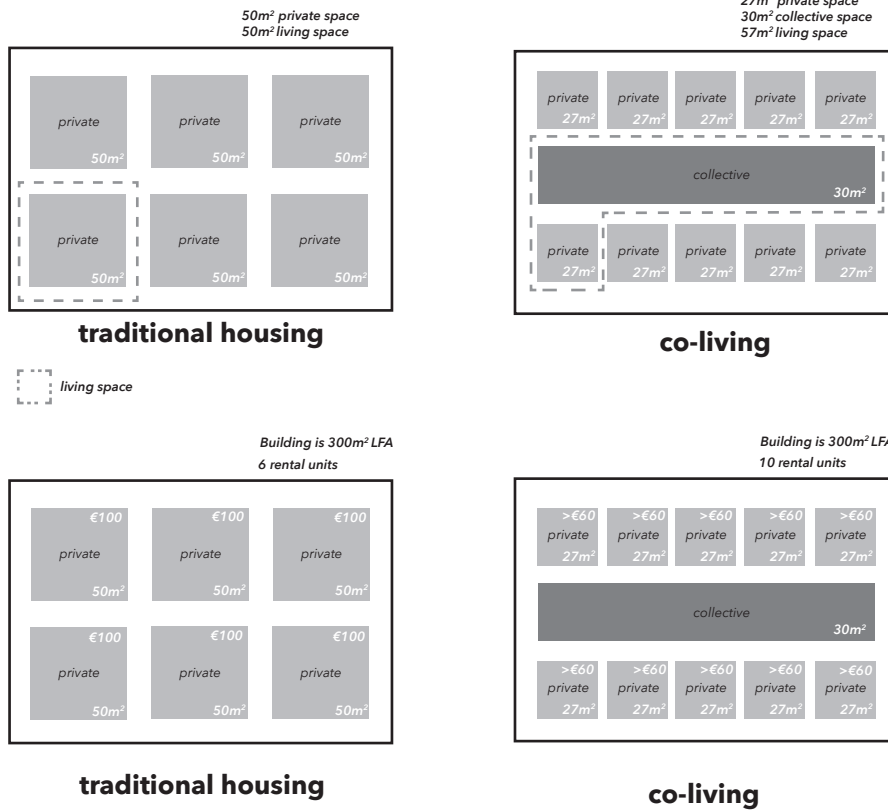 50m² private space
50m² living space
27m² private space
30m² collective space
57m² living space
private private private
50m² 50m² 50m²
private private private
50m² 50m² 50m²
traditional housing
private private private private private
27m² 27m² 27m² 27m² 27m²
collective
30m²
private private private private private
27m² 27m² 27m² 27m² 27m²
co-living
living space
Building is 300m² LFA
6 rental units
€100 €100 €100
private private private
50m² 50m² 50m²
€100 €100 €100
private private private
50m² 50m² 50m²
traditional housing
Building is 300m² LFA
10 rental units
>€60 >€60 >€60 >€60 >€60
private private private private private
27m² 27m² 27m² 27m² 27m²
collective
30m²
>€60 >€60 >€60 >€60 >€60
private private private private private
27m² 27m² 27m² 27m² 27m²
co-living